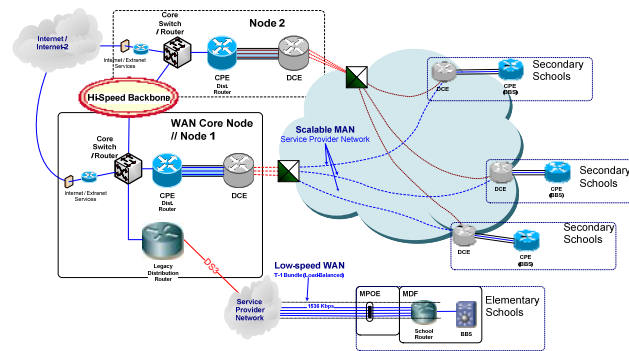 Internet /
Internet 2
Core
Switch
/ Router
Node 2
Internet / Extranet
Services
CPE
Dist.
Router
DCE
Hi-Speed Backbone
WAN Core Node
// Node 1
Core
Switch
/Router
Internet / Extranet
Services
CPE
Dist.
Router
DCE
Legacy
Distribution
Router
DS3
Scalable MAN
Service Provider Network
DCE
CPE
(BBS)
Secondary
Schools
DCE
CPE
(BBS)
Secondary
Schools
DCE
CPE
(BBS)
Secondary
Schools
Low-speed WAN
T-1 Bundle(Load-Balanced)
Service
Provider
Network
1536 Kbps
MPOE
MDF
School
Router
BBS
Elementary
Schools